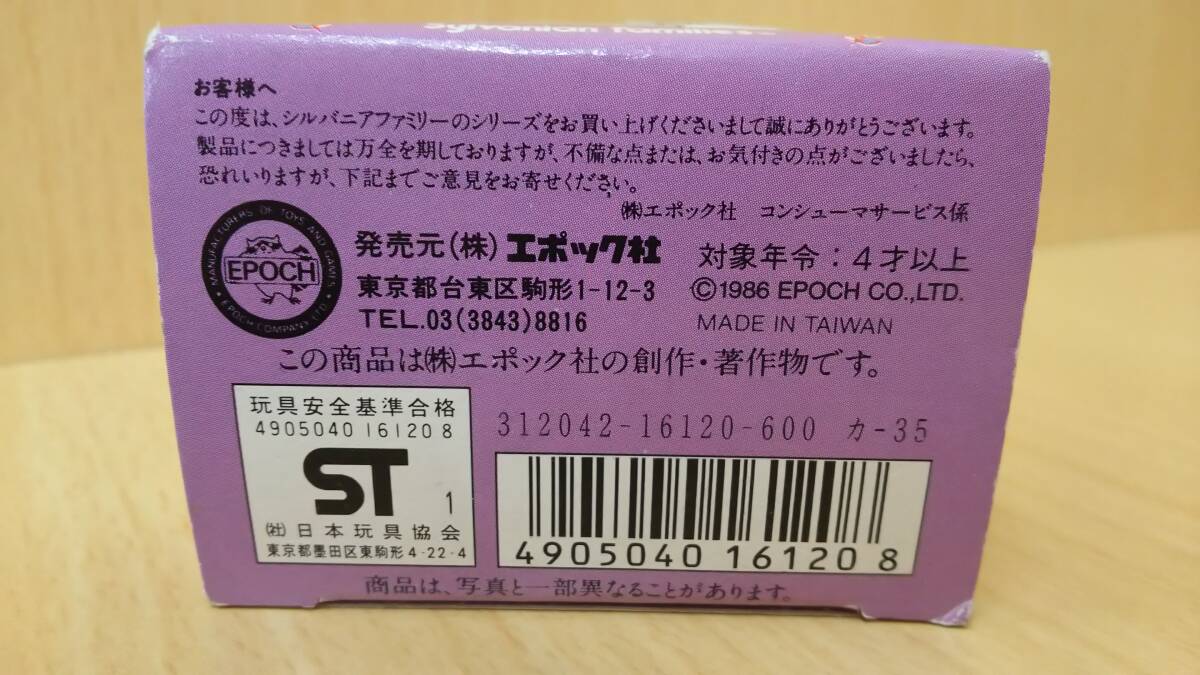 Sylvanian Families
お客様へ
この度は、シルバニアファミリーのシリーズをお買い上げくださいまして誠にありがとうございます。
製品につきましては万全を期しておりますが、不備な点または、お気付きの点がございましたら、
恐れいりますが、下記までご意見をお寄せください。
㈱エポック社 コンシューマサービス係
MANUFACTURERS OF TOYS AND GAMES
EPOCH
EPOCH COMPANY LTD.
発売元(株)エポック社
東京都台東区駒形1-12-3
TEL.03(3843)8816
対象年令:4才以上
©1986 EPOCH CO.,LTD.
MADE IN TAIWAN
この商品は㈱エポック社の創作・著作物です。
玩具安全基準合格
4905040 16120 8
ST 1
㈳日本玩具協会
東京都墨田区東駒形4-22-4
312042-16120-600 カ-35
4905040 161208
商品は、写真と一部異なることがあります。